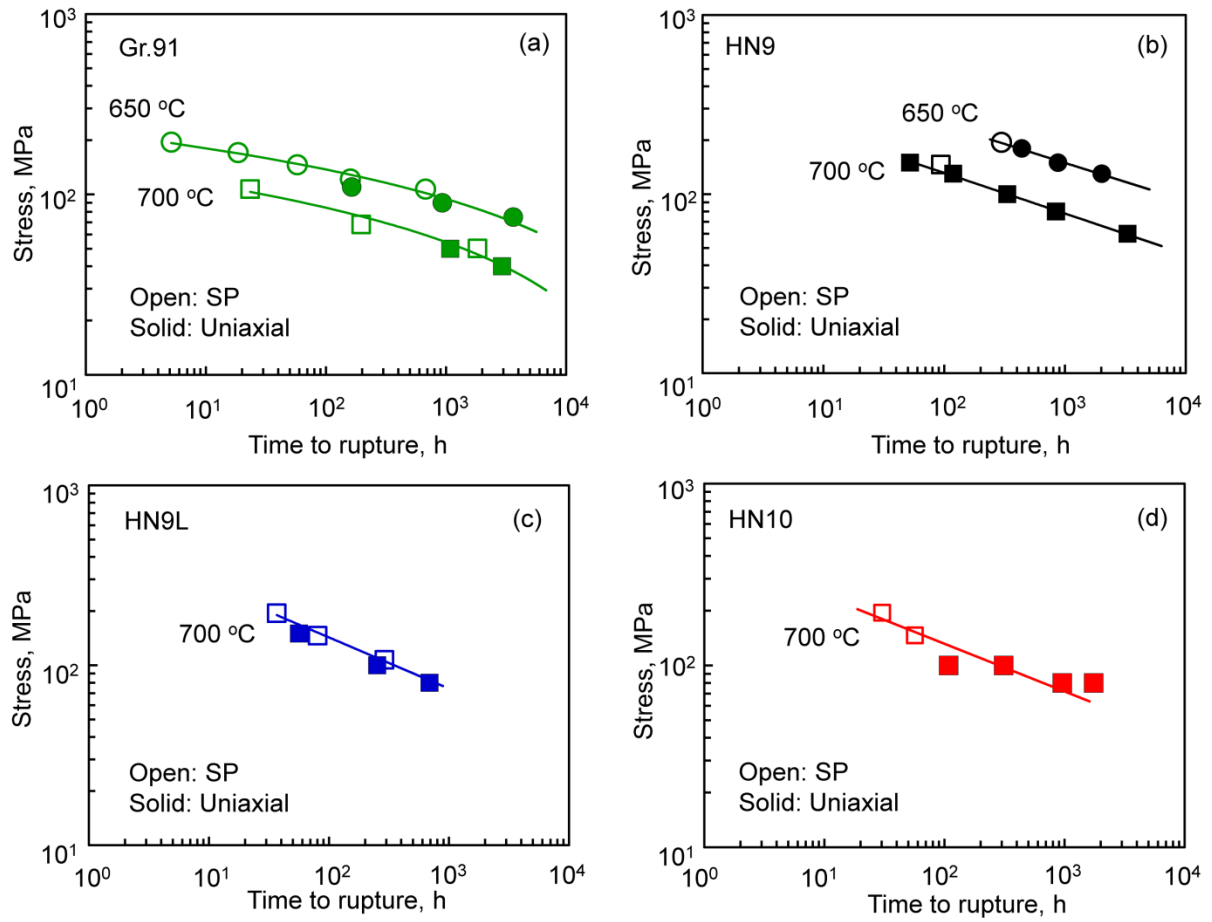 Gr.91
(a)
10³
650 °C
10²
700 °C
Stress, MPa
Open: SP
Solid: Uniaxial
10¹
10⁰ 10¹ 10² 10³ 10⁴
Time to rupture, h
HN9
(b)
10³
650 °C
10²
700 °C
Stress, MPa
Open: SP
Solid: Uniaxial
10¹
10⁰ 10¹ 10² 10³ 10⁴
Time to rupture, h
HN9L
(c)
10³
700 °C
10²
Stress, MPa
Open: SP
Solid: Uniaxial
10¹
10⁰ 10¹ 10² 10³ 10⁴
Time to rupture, h
HN10
(d)
10³
700 °C
10²
Stress, MPa
Open: SP
Solid: Uniaxial
10¹
10⁰ 10¹ 10² 10³ 10⁴
Time to rupture, h